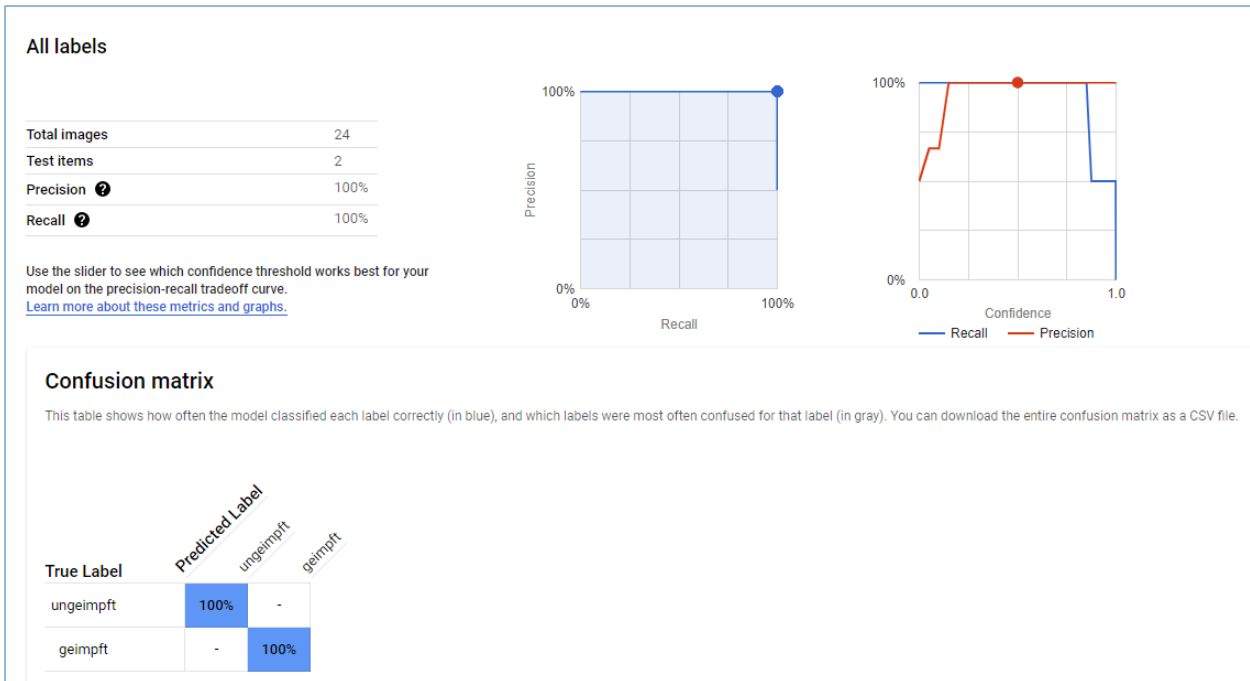 All labels
Total images 24
Test items 2
Precision ? 100%
Recall ? 100%
Use the slider to see which confidence threshold works best for your
model on the precision-recall tradeoff curve.
Learn more about these metrics and graphs.
100%
Precision
0%
0% 100%
Recall
100%
0%
0.0 1.0
Confidence
Recall Precision
Confusion matrix
This table shows how often the model classified each label correctly (in blue), and which labels were most often confused for that label (in gray). You can download the entire confusion matrix as a CSV file.
Predicted Label
ungeimpft
geimpft
True Label
ungeimpft 100% -
geimpft - 100%